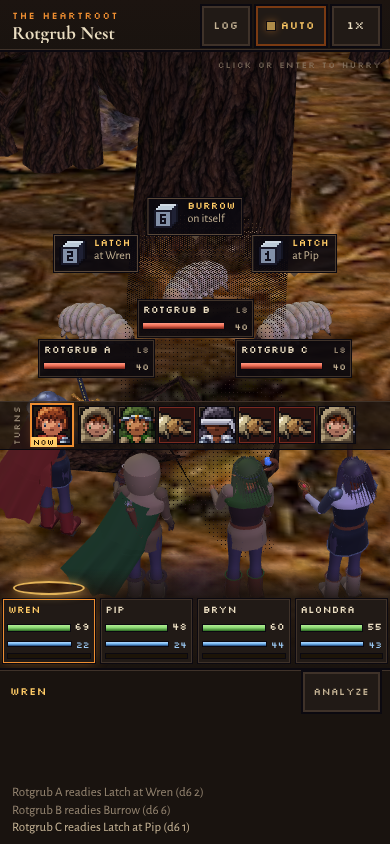 THE HEARTROOT
Rotgrub Nest
LOG
AUTO
1X
CLICK OR ENTER TO HURRY
6
BURROW
on itself
2
LATCH
at Wren
1
LATCH
at Pip
ROTGRUB B L8
40
ROTGRUB A L8
40
ROTGRUB C L8
40
TURNS
NOW
WREN
69
22
PIP
48
24
BRYN
60
44
ALONDRA
55
43
WREN
ANALYZE
Rotgrub A readies Latch at Wren (d6 2)
Rotgrub B readies Burrow (d6 6)
Rotgrub C readies Latch at Pip (d6 1)